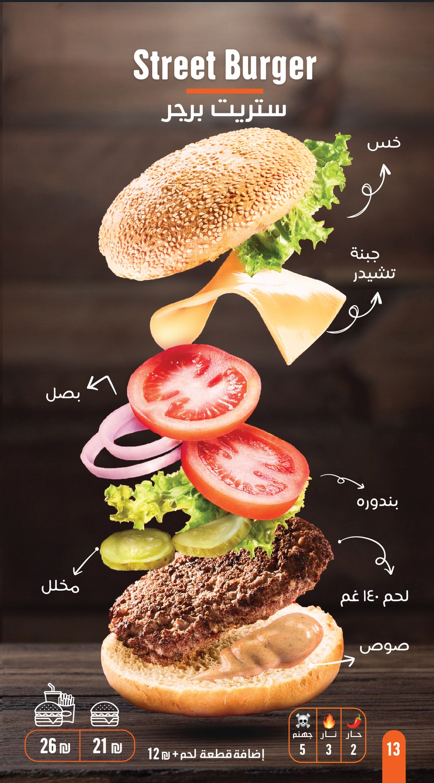 Street Burger
ستريت برجر
خس
جبنة
تشيدر
بصل
بندوره
مخلل
لحم ١٤٠ غم
صوص
26 ₪
21 ₪
إضافة قطعة لحم + 12 ₪
حار
2
نار
3
جهنم
5
13